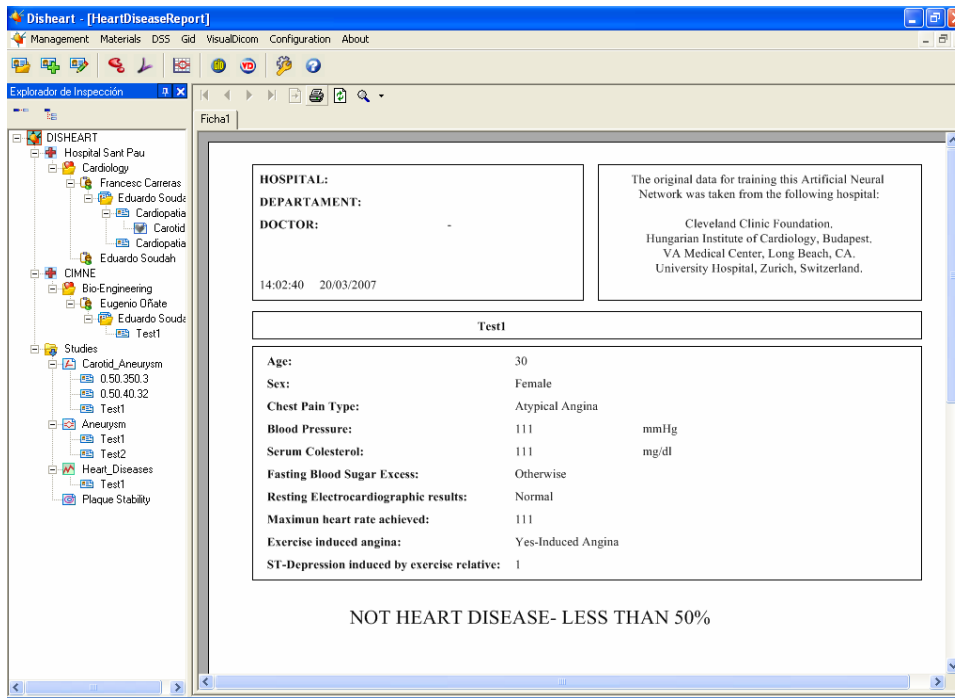 Disheart - [HeartDiseaseReport]
Management Materials DSS Gid VisualDicom Configuration About
Explorador de Inspección
Ficha1
DISHEART
Hospital Sant Pau
Cardiology
Francesc Carreras
Eduardo Souda
Cardiopatia
Carotid
Cardiopatia
Eduardo Soudah
CIMNE
Bio-Engineering
Eugenio Oñate
Eduardo Souda
Test1
Studies
Carotid_Aneurysm
0.50.350.3
0.50.40.32
Test1
Aneurysm
Test1
Test2
Heart_Diseases
Test1
Plaque Stability
HOSPITAL:
DEPARTAMENT:
DOCTOR: -
14:02:40 20/03/2007
The original data for training this Artificial Neural
Network was taken from the following hospital:
Cleveland Clinic Foundation.
Hungarian Institute of Cardiology, Budapest.
VA Medical Center, Long Beach, CA.
University Hospital, Zurich, Switzerland.
Test1
Age: 30
Sex: Female
Chest Pain Type: Atypical Angina
Blood Pressure: 111 mmHg
Serum Colesterol: 111 mg/dl
Fasting Blood Sugar Excess: Otherwise
Resting Electrocardiographic results: Normal
Maximun heart rate achieved: 111
Exercise induced angina: Yes-Induced Angina
ST-Depression induced by exercise relative: 1
NOT HEART DISEASE- LESS THAN 50%